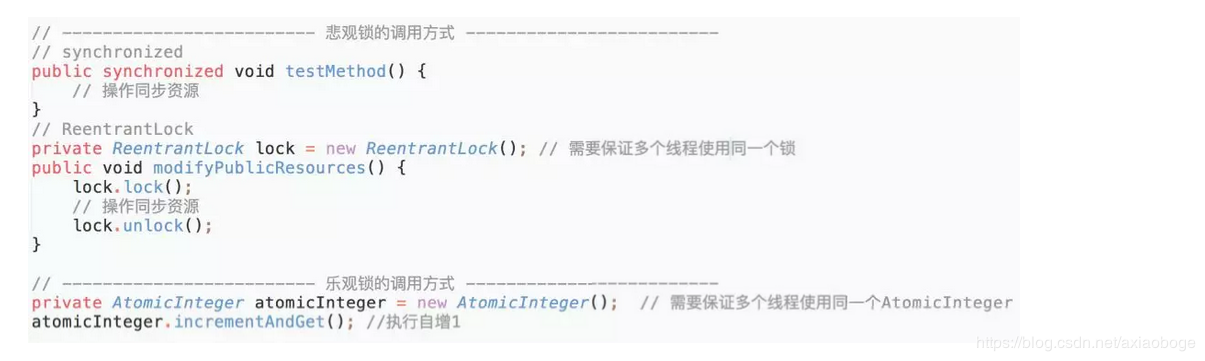 // ------------------------- 悲观锁的调用方式 -------------------------
// synchronized
public synchronized void testMethod() {
    // 操作同步资源
}
// ReentrantLock
private ReentrantLock lock = new ReentrantLock(); // 需要保证多个线程使用同一个锁
public void modifyPublicResources() {
    lock.lock();
    // 操作同步资源
    lock.unlock();
}
// ------------------------- 乐观锁的调用方式 -------------------------
private AtomicInteger atomicInteger = new AtomicInteger();  // 需要保证多个线程使用同一个AtomicInteger
atomicInteger.incrementAndGet(); //执行自增1
https://blog.csdn.net/axiaoboge